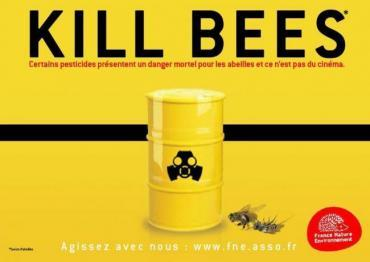 KILL BEES*
Certains pesticides présentent un danger mortel pour les abeilles et ce n'est pas du cinéma.
France Nature
Environnement
Agissez avec nous : www.fne.asso.fr